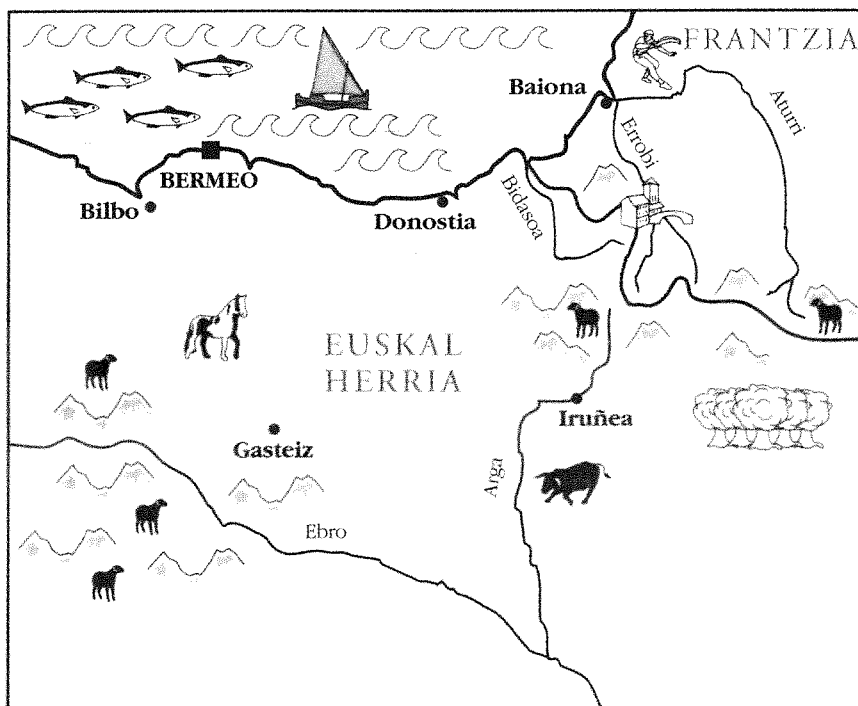 FRANTZIA
Baiona
Aturri
Errobi
BERMEO
Bilbo
Donostia
Bidasoa
EUSKAL
HERRIA
Iruñea
Gasteiz
Arga
Ebro